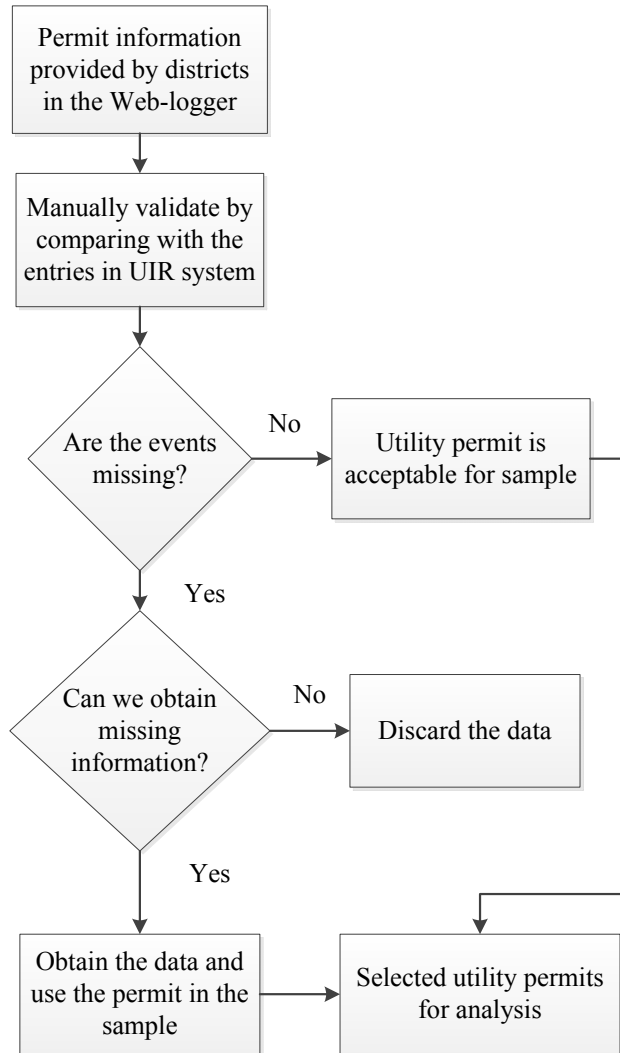 Permit information
provided by districts
in the Web-logger
Manually validate by
comparing with the
entries in UIR system
Are the events
missing?
No
Utility permit is
acceptable for sample
Yes
Can we obtain
missing
information?
No
Discard the data
Yes
Obtain the data and
use the permit in the
sample
Selected utility permits
for analysis